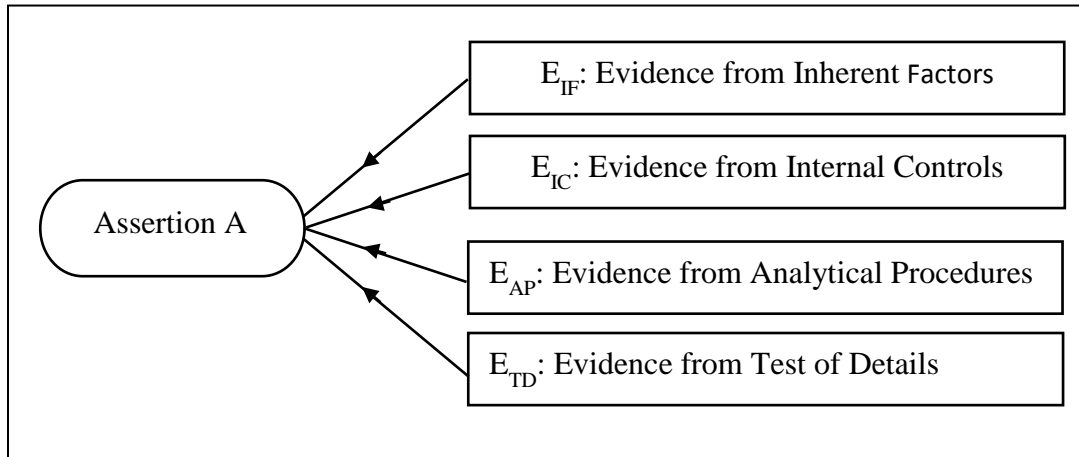 E_IF: Evidence from Inherent Factors
E_IC: Evidence from Internal Controls
Assertion A
E_AP: Evidence from Analytical Procedures
E_TD: Evidence from Test of Details